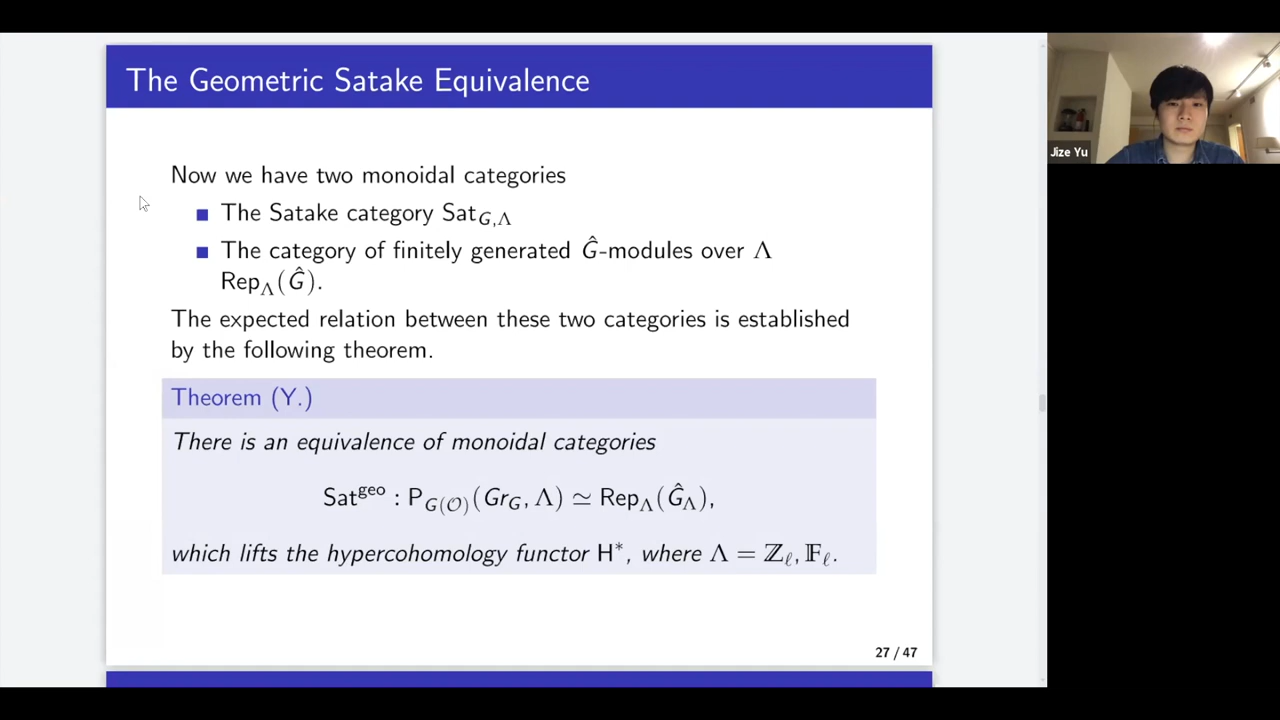 The Geometric Satake Equivalence
Now we have two monoidal categories
■ The Satake category Sat_{G,Λ}
■ The category of finitely generated Ĝ-modules over Λ
Rep_Λ(Ĝ).
The expected relation between these two categories is established
by the following theorem.
Theorem (Y.)
There is an equivalence of monoidal categories
Sat^{geo} : P_{G(𝒪)}(Gr_G, Λ) ≃ Rep_Λ(Ĝ_Λ),
which lifts the hypercohomology functor H*, where Λ = ℤ_ℓ, 𝔽_ℓ.
27 / 47
Jize Yu